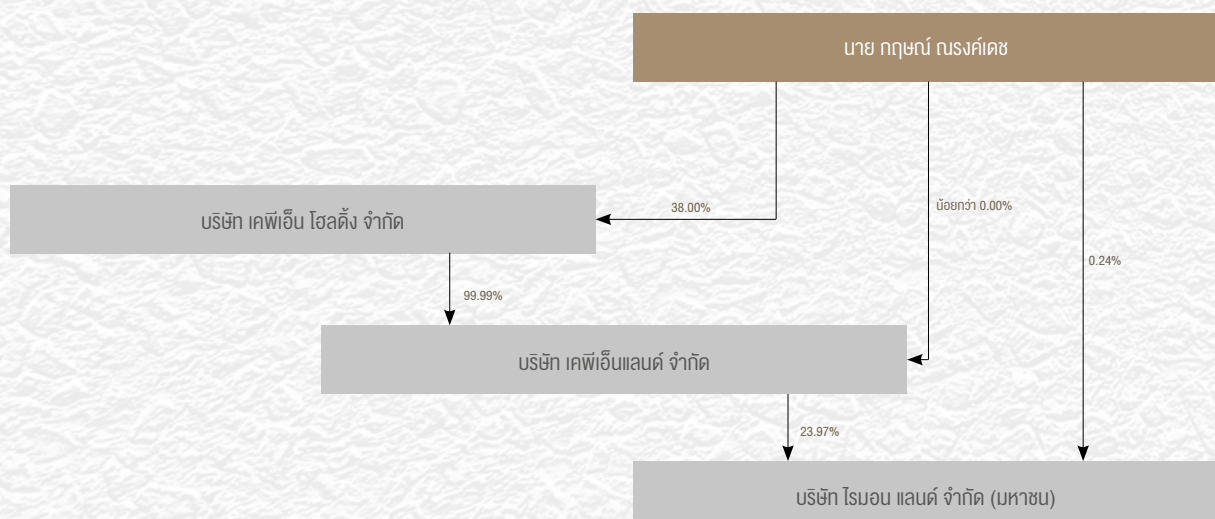 นาย กฤษณ์ ณรงค์เดช
บริษัท เคพีเอ็น โฮลดิ้ง จำกัด
38.00%
น้อยกว่า 0.00%
0.24%
99.99%
บริษัท เคพีเอ็นแลนด์ จำกัด
23.97%
บริษัท ไรมอน แลนด์ จำกัด (มหาชน)